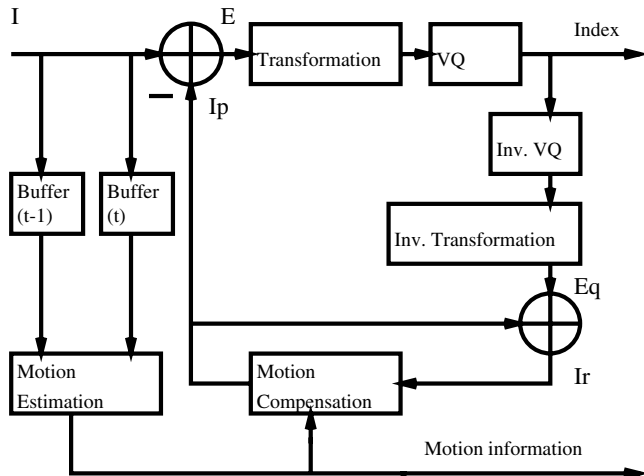 I
E
Index
Transformation
VQ
Ip
Inv. VQ
Buffer
(t-1)
Buffer
(t)
Inv. Transformation
Eq
Ir
Motion
Estimation
Motion
Compensation
Motion information